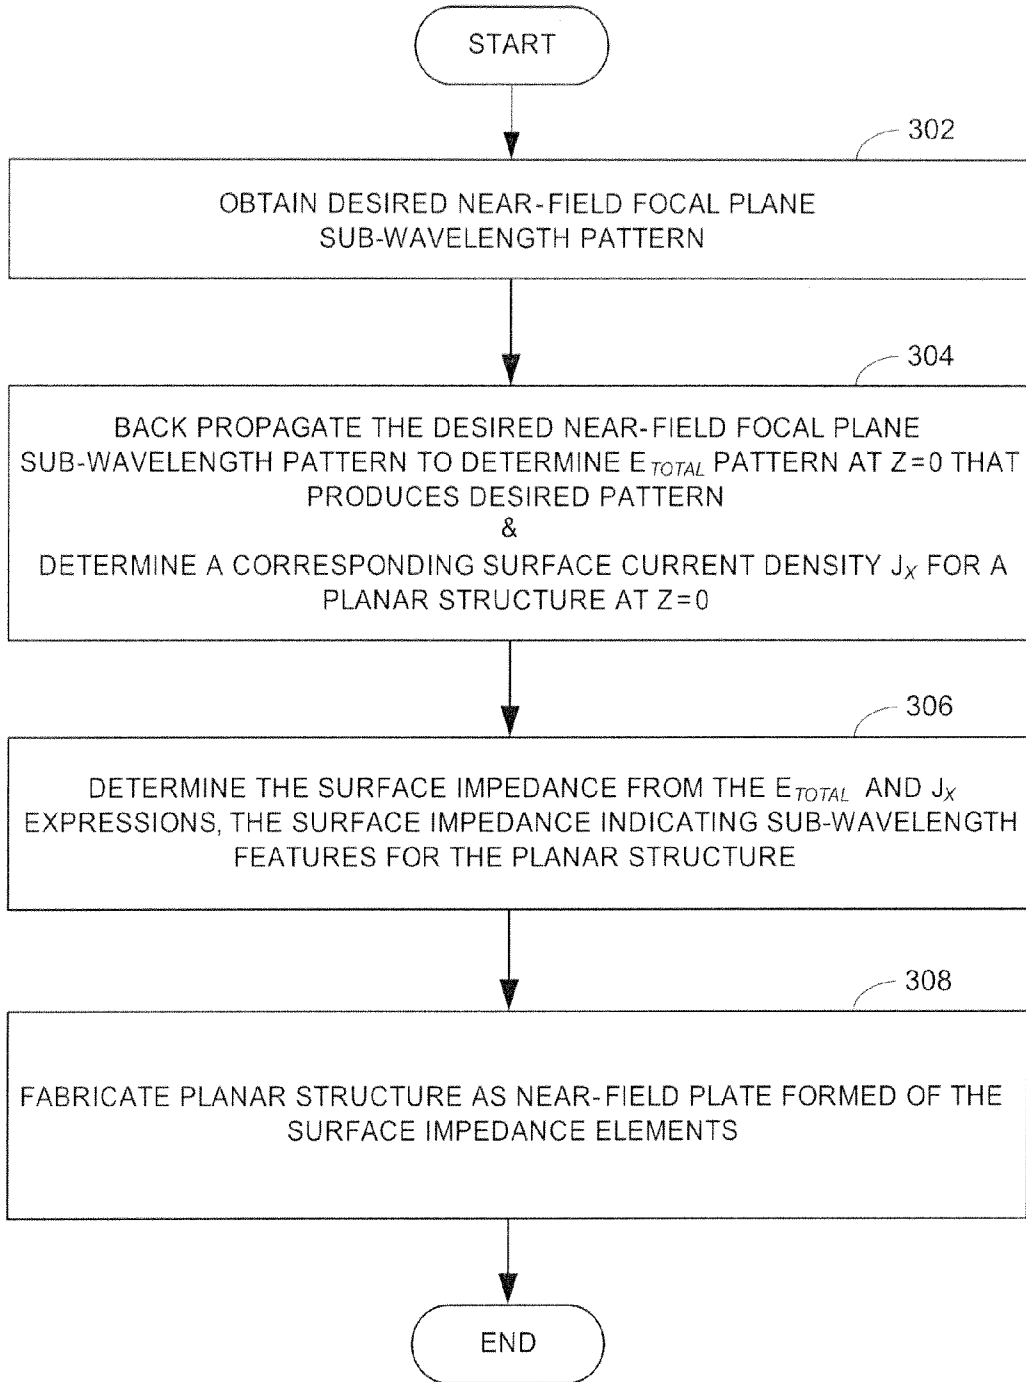 START
302
OBTAIN DESIRED NEAR-FIELD FOCAL PLANE
SUB-WAVELENGTH PATTERN
304
BACK PROPAGATE THE DESIRED NEAR-FIELD FOCAL PLANE
SUB-WAVELENGTH PATTERN TO DETERMINE E_TOTAL PATTERN AT Z=0 THAT
PRODUCES DESIRED PATTERN
&
DETERMINE A CORRESPONDING SURFACE CURRENT DENSITY J_X FOR A
PLANAR STRUCTURE AT Z=0
306
DETERMINE THE SURFACE IMPEDANCE FROM THE E_TOTAL AND J_X
EXPRESSIONS, THE SURFACE IMPEDANCE INDICATING SUB-WAVELENGTH
FEATURES FOR THE PLANAR STRUCTURE
308
FABRICATE PLANAR STRUCTURE AS NEAR-FIELD PLATE FORMED OF THE
SURFACE IMPEDANCE ELEMENTS
END